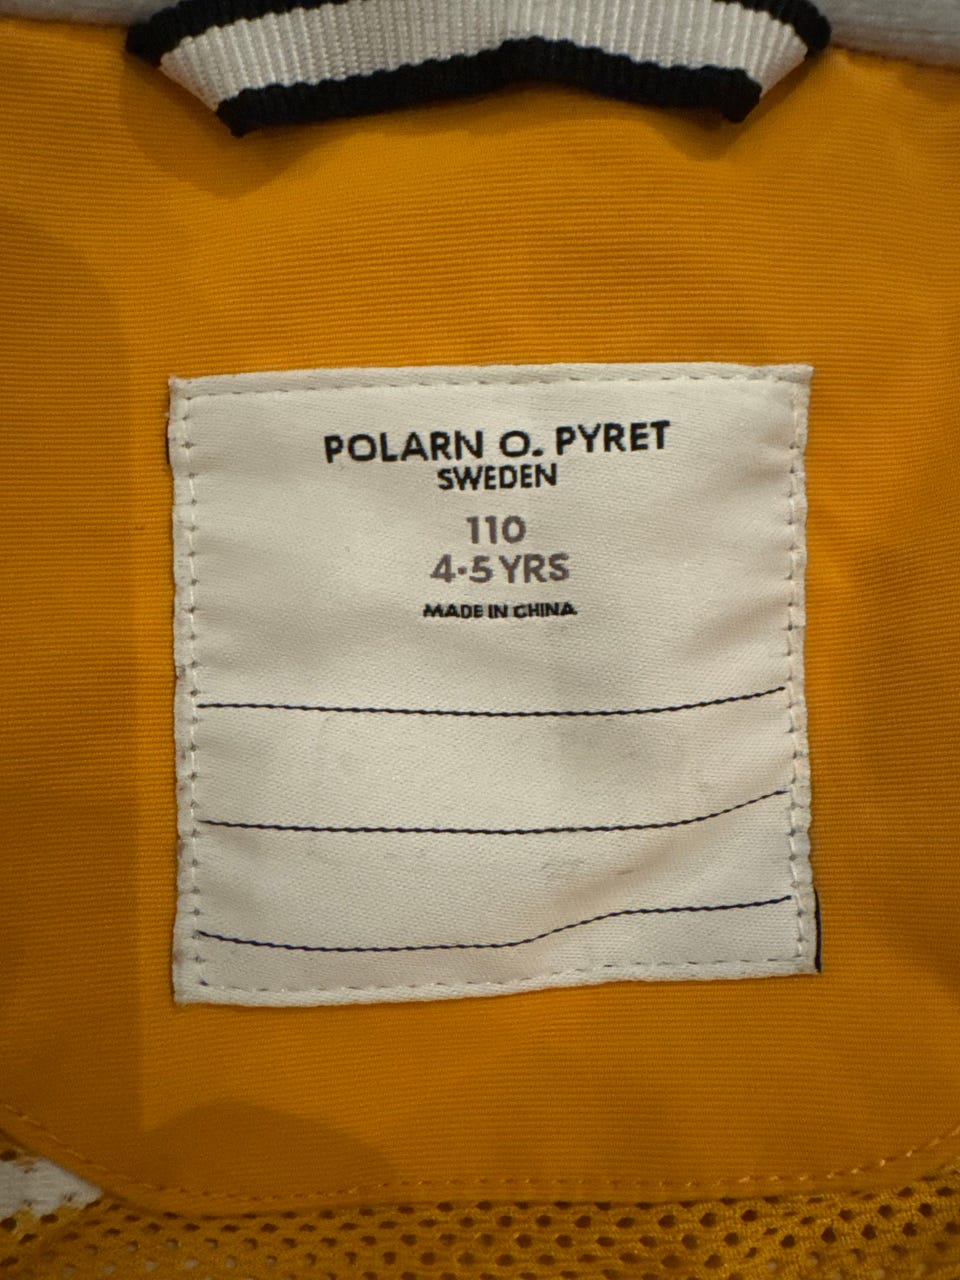 POLARN O. PYRET
SWEDEN
110
4-5 YRS
MADE IN CHINA